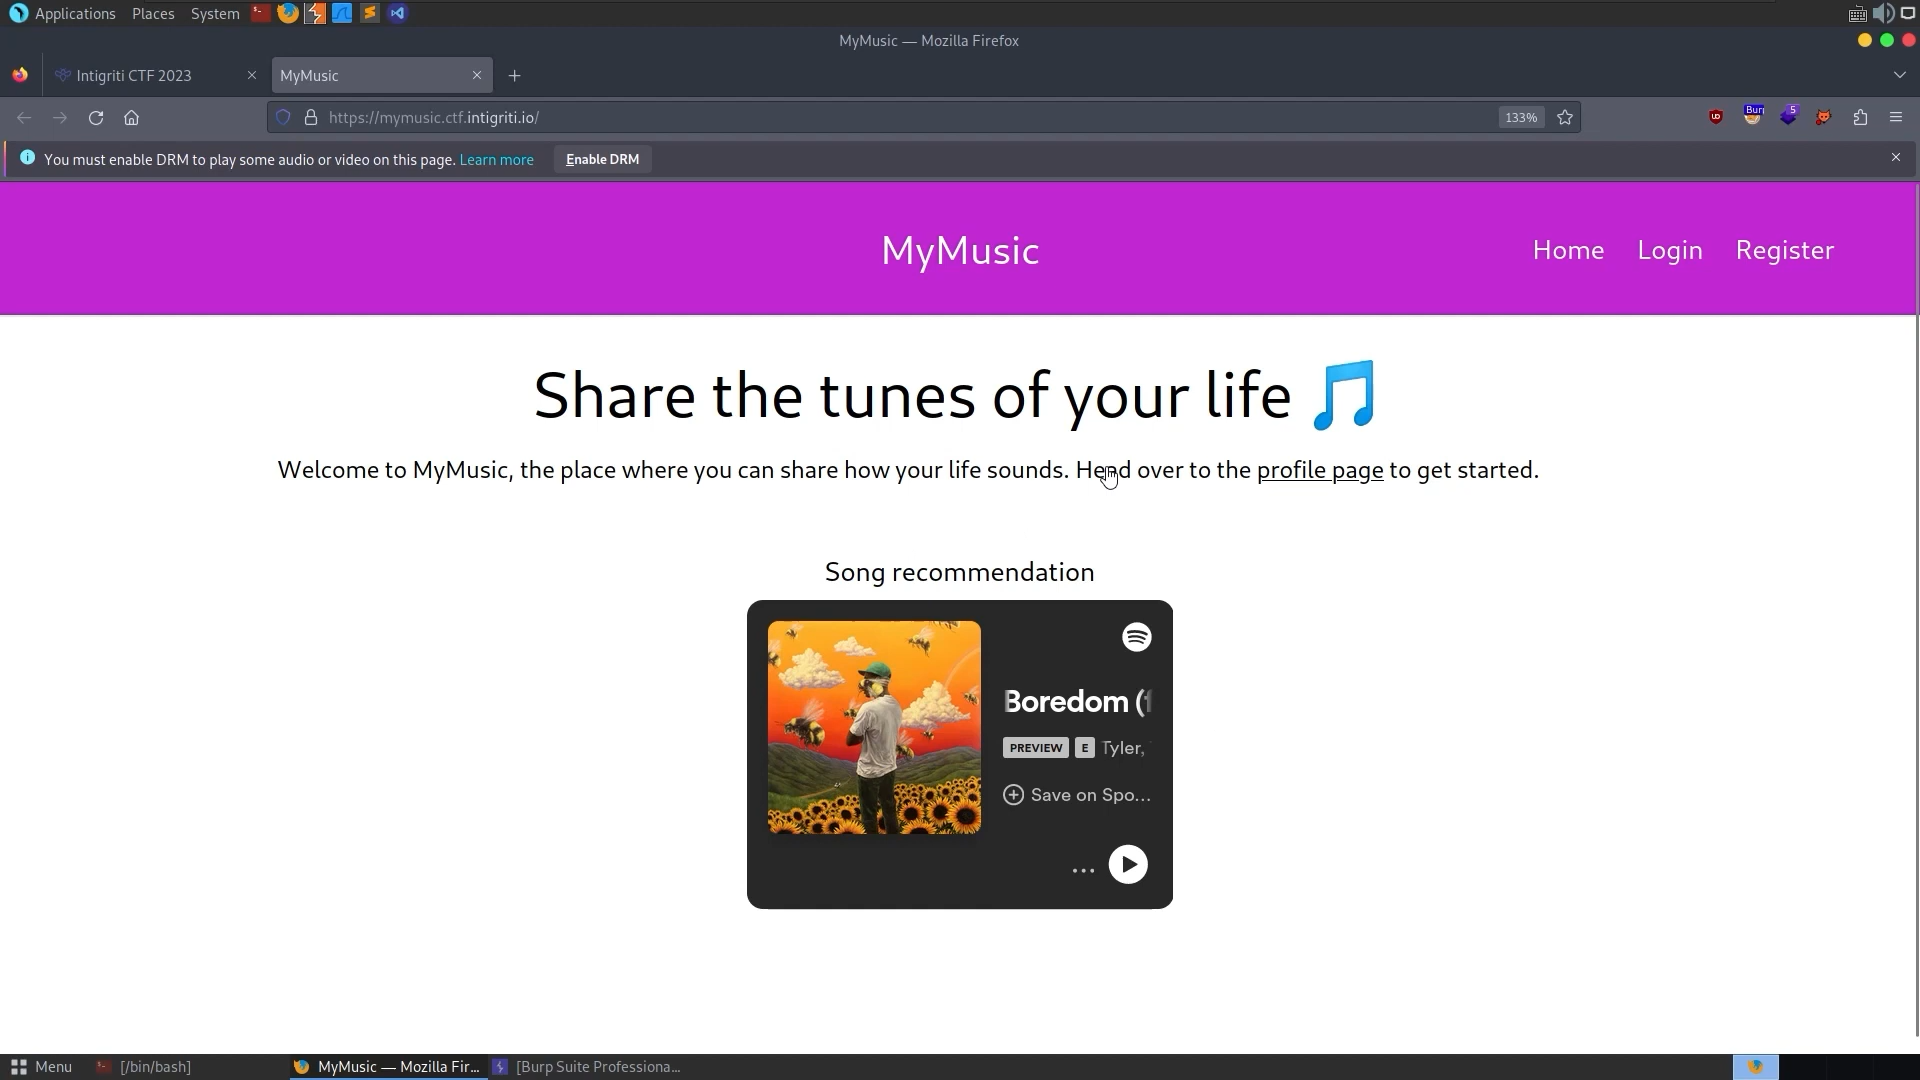 Applications Places System
MyMusic — Mozilla Firefox
Intigriti CTF 2023
MyMusic
https://mymusic.ctf.intigriti.io/
133%
5
You must enable DRM to play some audio or video on this page. Learn more
Enable DRM
MyMusic
Home Login Register
Share the tunes of your life
Welcome to MyMusic, the place where you can share how your life sounds. Head over to the profile page to get started.
Song recommendation
Boredom (
PREVIEW E Tyler,
Save on Spo...
Menu [/bin/bash] MyMusic — Mozilla Fir... [Burp Suite Professiona...